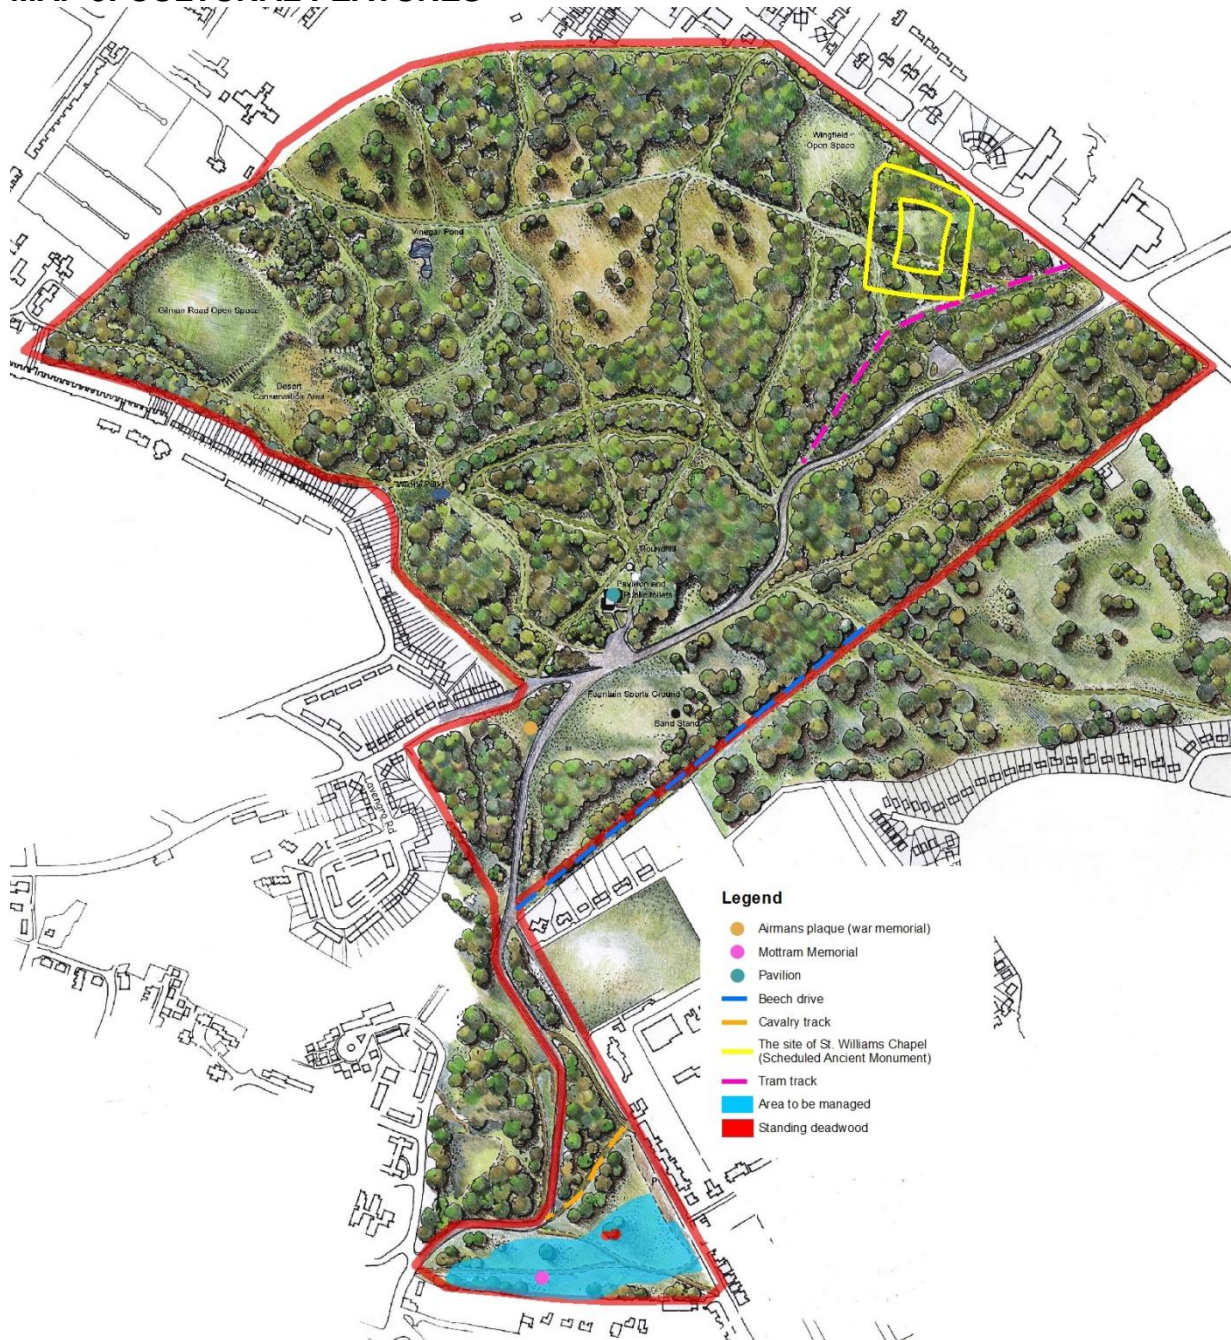 Wingfield
Open Space
P
Vinegar Pond
Gilman Road Open Space
Desert
Conservation Area
Pavilion and
Public toilets
Fountain Sports Ground
Band Stand
Lavengro Rd
Legend
Airmans plaque (war memorial)
Mottram Memorial
Pavilion
Beech drive
Cavalry track
The site of St. Williams Chapel
(Scheduled Ancient Monument)
Tram track
Area to be managed
Standing deadwood
P